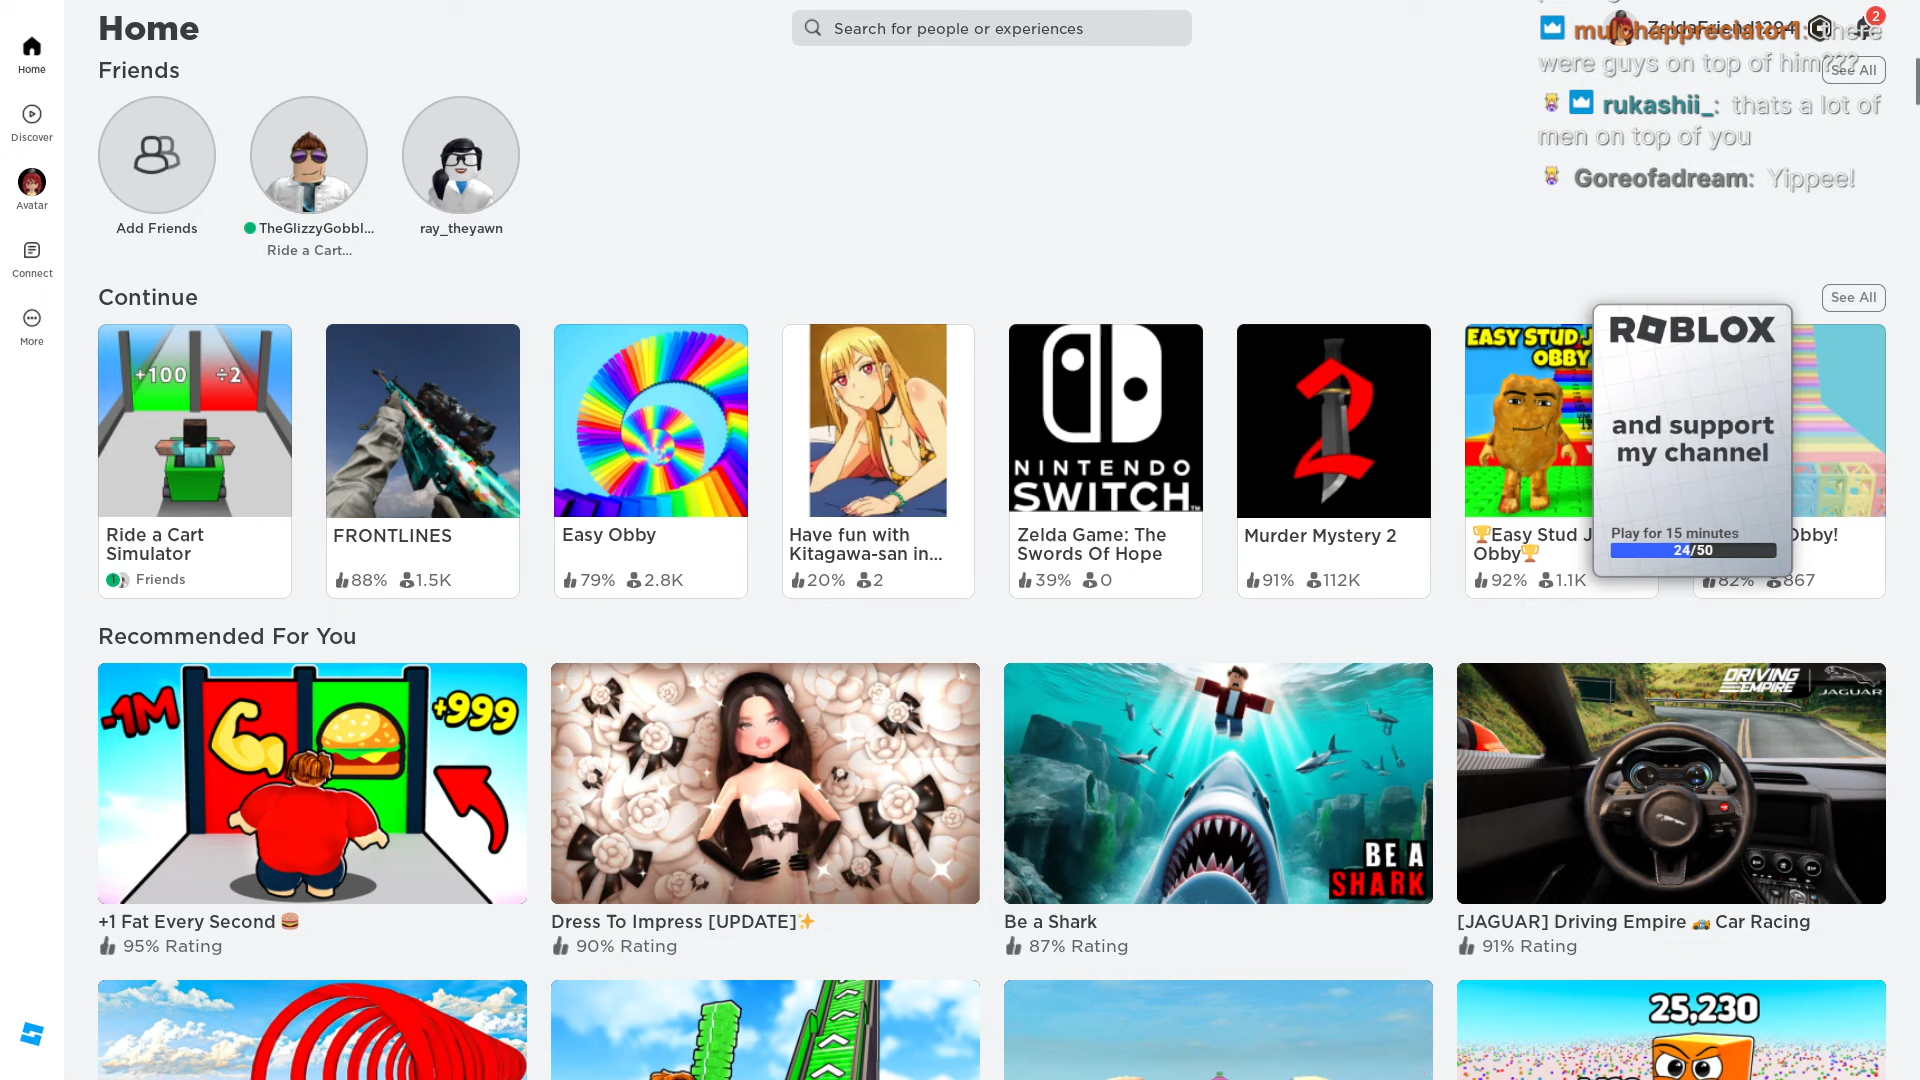 Home
Search for people or experiences
2
mulchappreciator1: there
were guys on top of him???
rukashii_: thats a lot of
men on top of you
Goreofadream: Yippee!
ZeldaFriend1284
Home
Discover
Avatar
Connect
More
Friends
See All
Add Friends
TheGlizzyGobbl...
Ride a Cart...
ray_theyawn
Continue
See All
+100
÷2
NINTENDO
SWITCH
2
EASY STUD J
OBBY
ROBLOX
and support
my channel
Play for 15 minutes
24/50
Ride a Cart
Simulator
1
Friends
FRONTLINES
88% 1.5K
Easy Obby
79% 2.8K
Have fun with
Kitagawa-san in...
20% 2
Zelda Game: The
Swords Of Hope
39% 0
Murder Mystery 2
91% 112K
🏆Easy Stud J
Obby🏆
92% 1.1K
Obby!
82% 867
Recommended For You
-1M
+999
BE A
SHARK
DRIVING
EMPIRE
JAGUAR
+1 Fat Every Second 🍔
95% Rating
Dress To Impress [UPDATE]✨
90% Rating
Be a Shark
87% Rating
[JAGUAR] Driving Empire 🚕 Car Racing
91% Rating
25,230